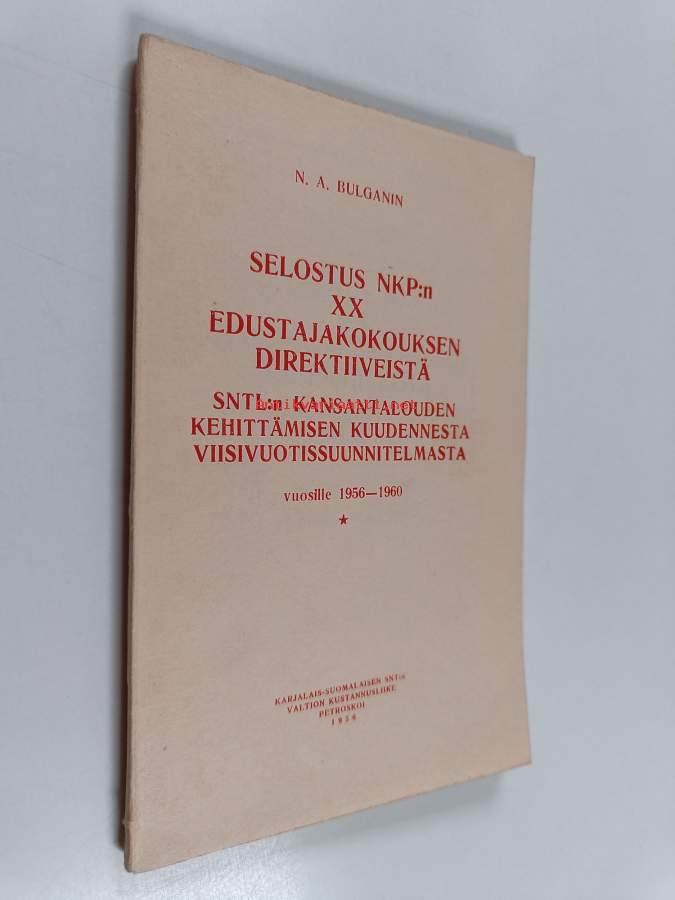 N. A. BULGANIN
SELOSTUS NKP:n
XX
EDUSTAJAKOKOUKSEN
DIREKTIIVEISTÄ
SNTL:n KANSANTALOUDEN
KEHITTÄMISEN KUUDENNESTA
VIISIVUOTISSUUNNITELMASTA
vuosille 1956—1960
★
KARJALAIS-SUOMALAISEN SNT:n
VALTION KUSTANNUSLIIKE
PETROSKOI
1956